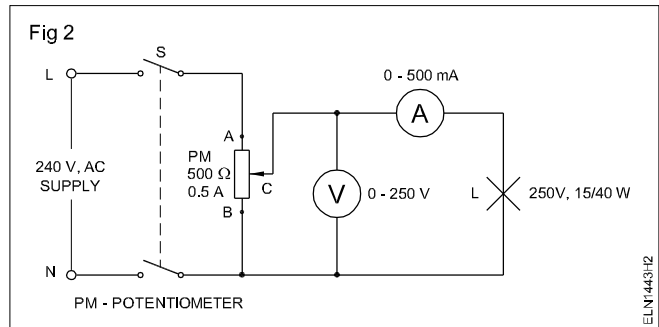 Fig 2
S
L
0 - 500 mA
A
A
PM
500 Ω
0.5 A
C
B
240 V, AC
SUPPLY
V
0 - 250 V
L
250V, 15/40 W
N
PM - POTENTIOMETER
ELN1443H2